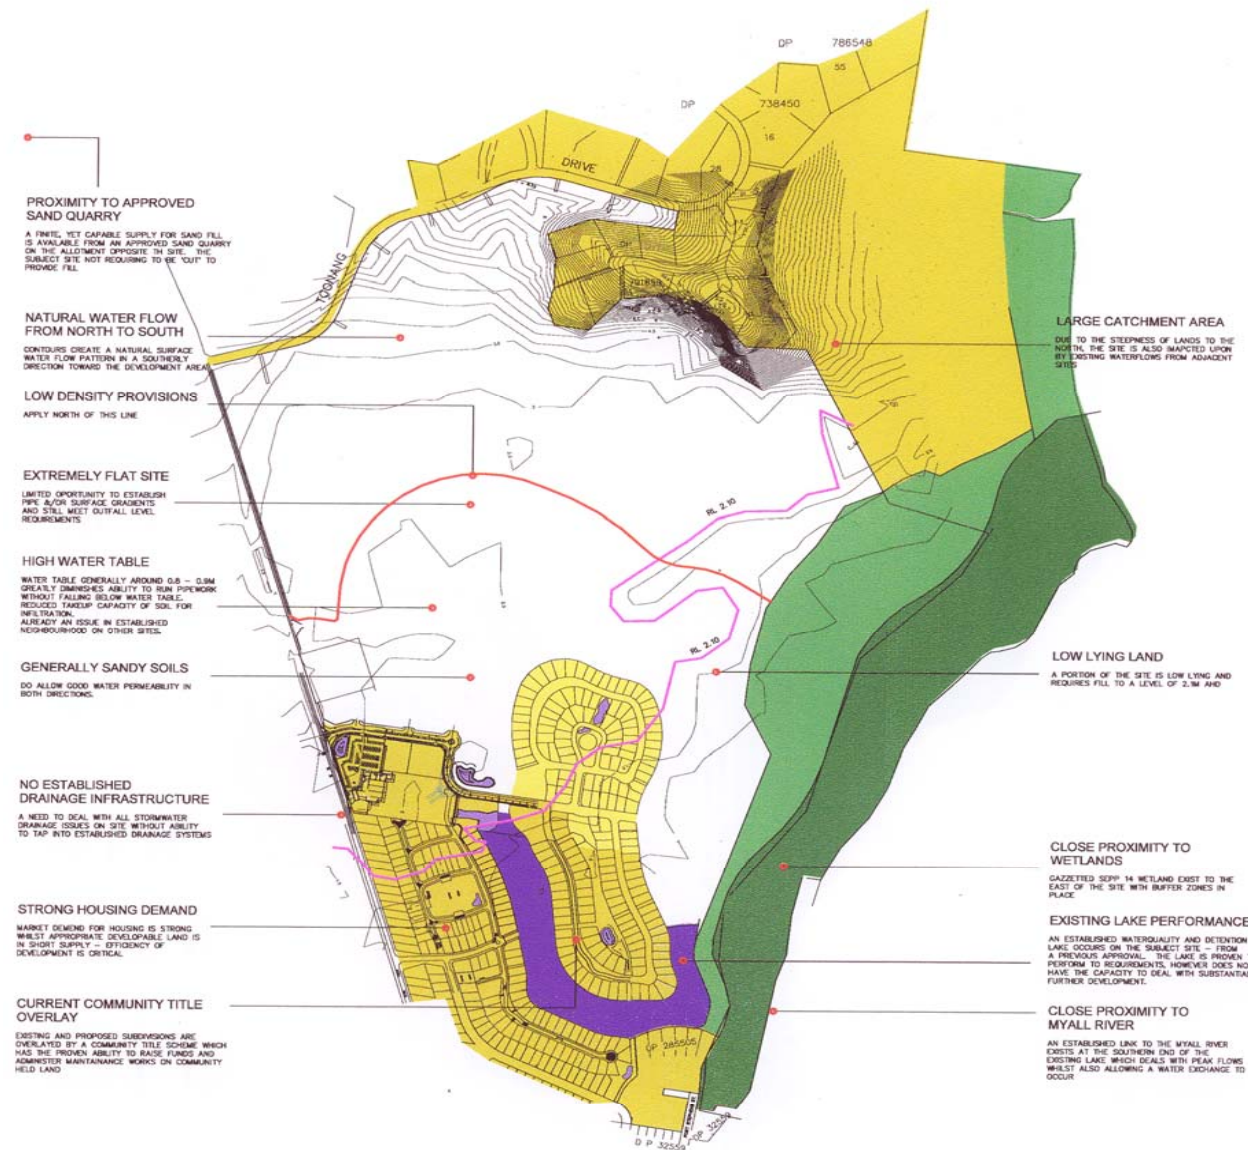 DP 786548
55
DP 738450
16
28
DRIVE
TOONANG
PROXIMITY TO APPROVED
SAND QUARRY
A FINITE, YET CAPABLE SUPPLY FOR SAND FILL
IS AVAILABLE FROM AN APPROVED SAND QUARRY
ON THE ALLOTMENT OPPOSITE TH SITE. THE
SUBJECT SITE NOT REQUIRING TO BE 'CUT' TO
PROVIDE FILL
NATURAL WATER FLOW
FROM NORTH TO SOUTH
CONTOURS CREATE A NATURAL SURFACE
WATER FLOW PATTERN IN A SOUTHERLY
DIRECTION TOWARD THE DEVELOPMENT AREA
LOW DENSITY PROVISIONS
APPLY NORTH OF THIS LINE
EXTREMELY FLAT SITE
LIMITED OPORTUNITY TO ESTABLISH
PIPE &/OR SURFACE GRADIENTS
AND STILL MEET OUTFALL LEVEL
REQUIREMENTS
HIGH WATER TABLE
WATER TABLE GENERALLY AROUND 0.8 - 0.9M
GREATLY DIMINISHES ABILITY TO RUN PIPEWORK
WITHOUT FALLING BELOW WATER TABLE.
REDUCED TAKEUP CAPACITY OF SOIL FOR
INFILTRATION.
ALREADY AN ISSUE IN ESTABLISHED
NEIGHBOURHOOD ON OTHER SITES.
GENERALLY SANDY SOILS
DO ALLOW GOOD WATER PERMEABILITY IN
BOTH DIRECTIONS.
NO ESTABLISHED
DRAINAGE INFRASTRUCTURE
A NEED TO DEAL WITH ALL STORMWATER
DRAINAGE ISSUES ON SITE WITHOUT ABILITY
TO TAP INTO ESTABLISHED DRAINAGE SYSTEMS
STRONG HOUSING DEMAND
MARKET DEMEND FOR HOUSING IS STRONG
WHILST APPROPRIATE DEVELOPABLE LAND IS
IN SHORT SUPPLY - EFFICIENCY OF
DEVELOPMENT IS CRITICAL
CURRENT COMMUNITY TITLE
OVERLAY
EXISTING AND PROPOSED SUBDIVISIONS ARE
OVERLAYED BY A COMMUNITY TITLE SCHEME WHICH
HAS THE PROVEN ABILITY TO RAISE FUNDS AND
ADMINISTER MAINTAINANCE WORKS ON COMMUNITY
HELD LAND
RL 2.10
RL 2.10
LARGE CATCHMENT AREA
DUE TO THE STEEPNESS OF LANDS TO THE
NORTH, THE SITE IS ALSO IMAPCTED UPON
BY EXISTING WATERFLOWS FROM ADJACENT
SITES
LOW LYING LAND
A PORTION OF THE SITE IS LOW LYING AND
REQUIRES FILL TO A LEVEL OF 2.1M AHD
CLOSE PROXIMITY TO
WETLANDS
GAZZETTED SEPP 14 WETLAND EXIST TO THE
EAST OF THE SITE WITH BUFFER ZONES IN
PLACE
EXISTING LAKE PERFORMANCE
AN ESTABLISHED WATERQUALITY AND DETENTION
LAKE OCCURS ON THE SUBJECT SITE - FROM
A PREVIOUS APPROVAL. THE LAKE IS PROVEN
PERFORM TO REQUIREMENTS, HOWEVER DOES NO
HAVE THE CAPACITY TO DEAL WITH SUBSTANTIAL
FURTHER DEVELOPMENT.
CLOSE PROXIMITY TO
MYALL RIVER
AN ESTABLISHED LINK TO THE MYALL RIVER
EXISTS AT THE SOUTHERN END OF THE
EXISTING LAKE WHICH DEALS WITH PEAK FLOWS
WHILST ALSO ALLOWING A WATER EXCHANGE TO
OCCUR
DP 285505
DP 32559
DP 32559